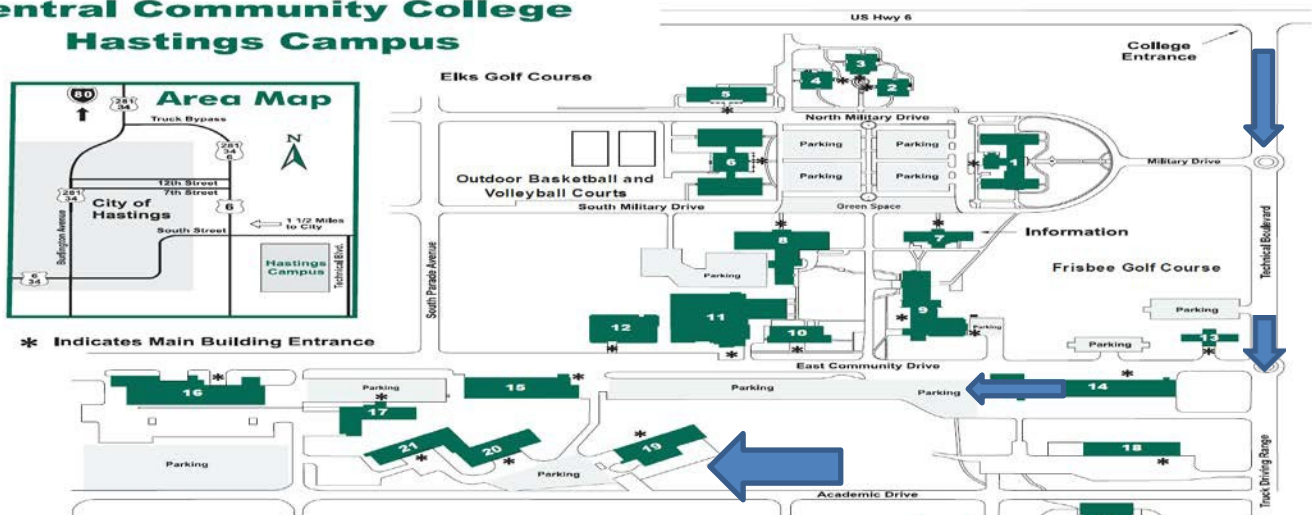 entral Community College
Hastings Campus
US Hwy 6
College
Entrance
Elks Golf Course
Area Map
80
281
34
Truck Bypass
N
281
34
6
12th Street
7th Street
281
34
City of
Hastings
6
1 1/2 Miles
to City
South Street
Burlington Avenue
Hastings
Campus
Technical Blvd.
6
34
* Indicates Main Building Entrance
3
4
2
5
North Military Drive
Parking
Parking
6
1
Military Drive
Parking
Parking
Outdoor Basketball and
Volleyball Courts
South Military Drive
Green Space
8
7
Information
Technical Boulevard
South Parade Avenue
Parking
Frisbee Golf Course
9
Parking
11
12
10
Parking
Parking
13
East Community Drive
16
Parking
15
Parking
Parking
14
17
21
20
19
18
Parking
Parking
Academic Drive
Truck Driving Range